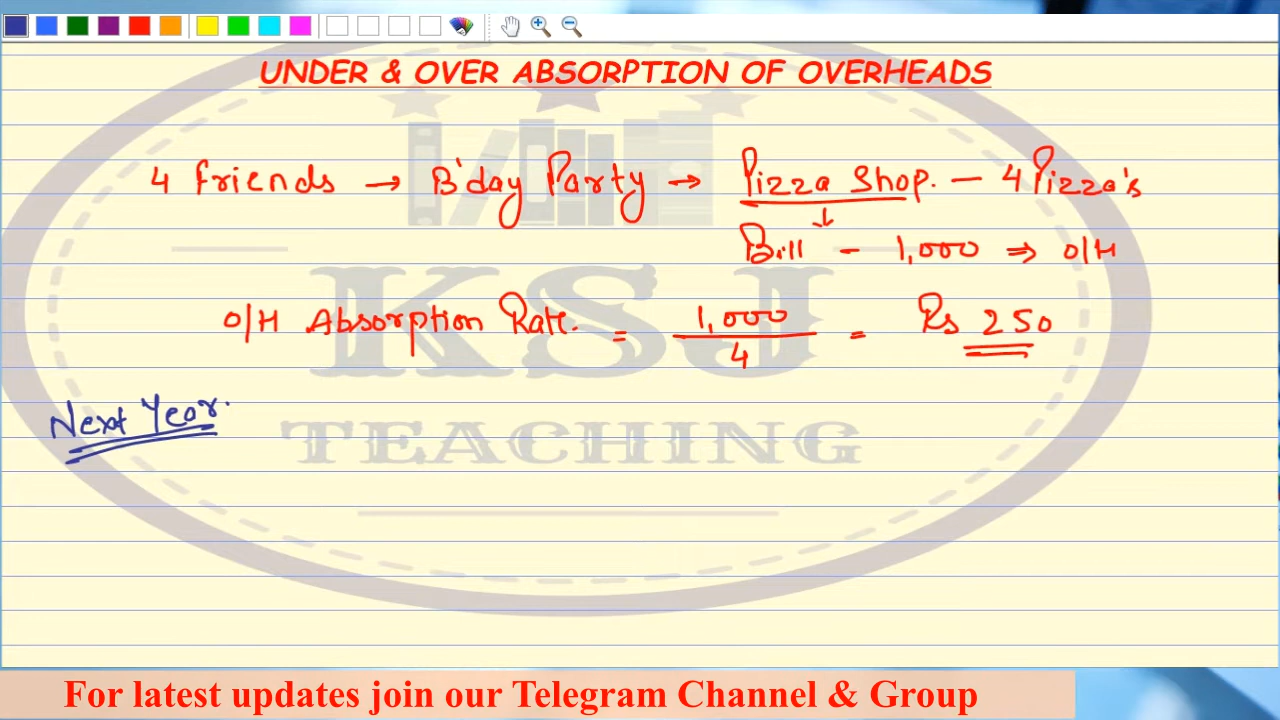 UNDER & OVER ABSORPTION OF OVERHEADS
4 Friends → B'day Party → Pizza Shop. — 4 Pizza's
↓
Bill - 1,000 ⇒ O/H
O/H Absorption Rate. = 1,000 / 4 = Rs 250
Next Year.
KSJ
TEACHING
For latest updates join our Telegram Channel & Group